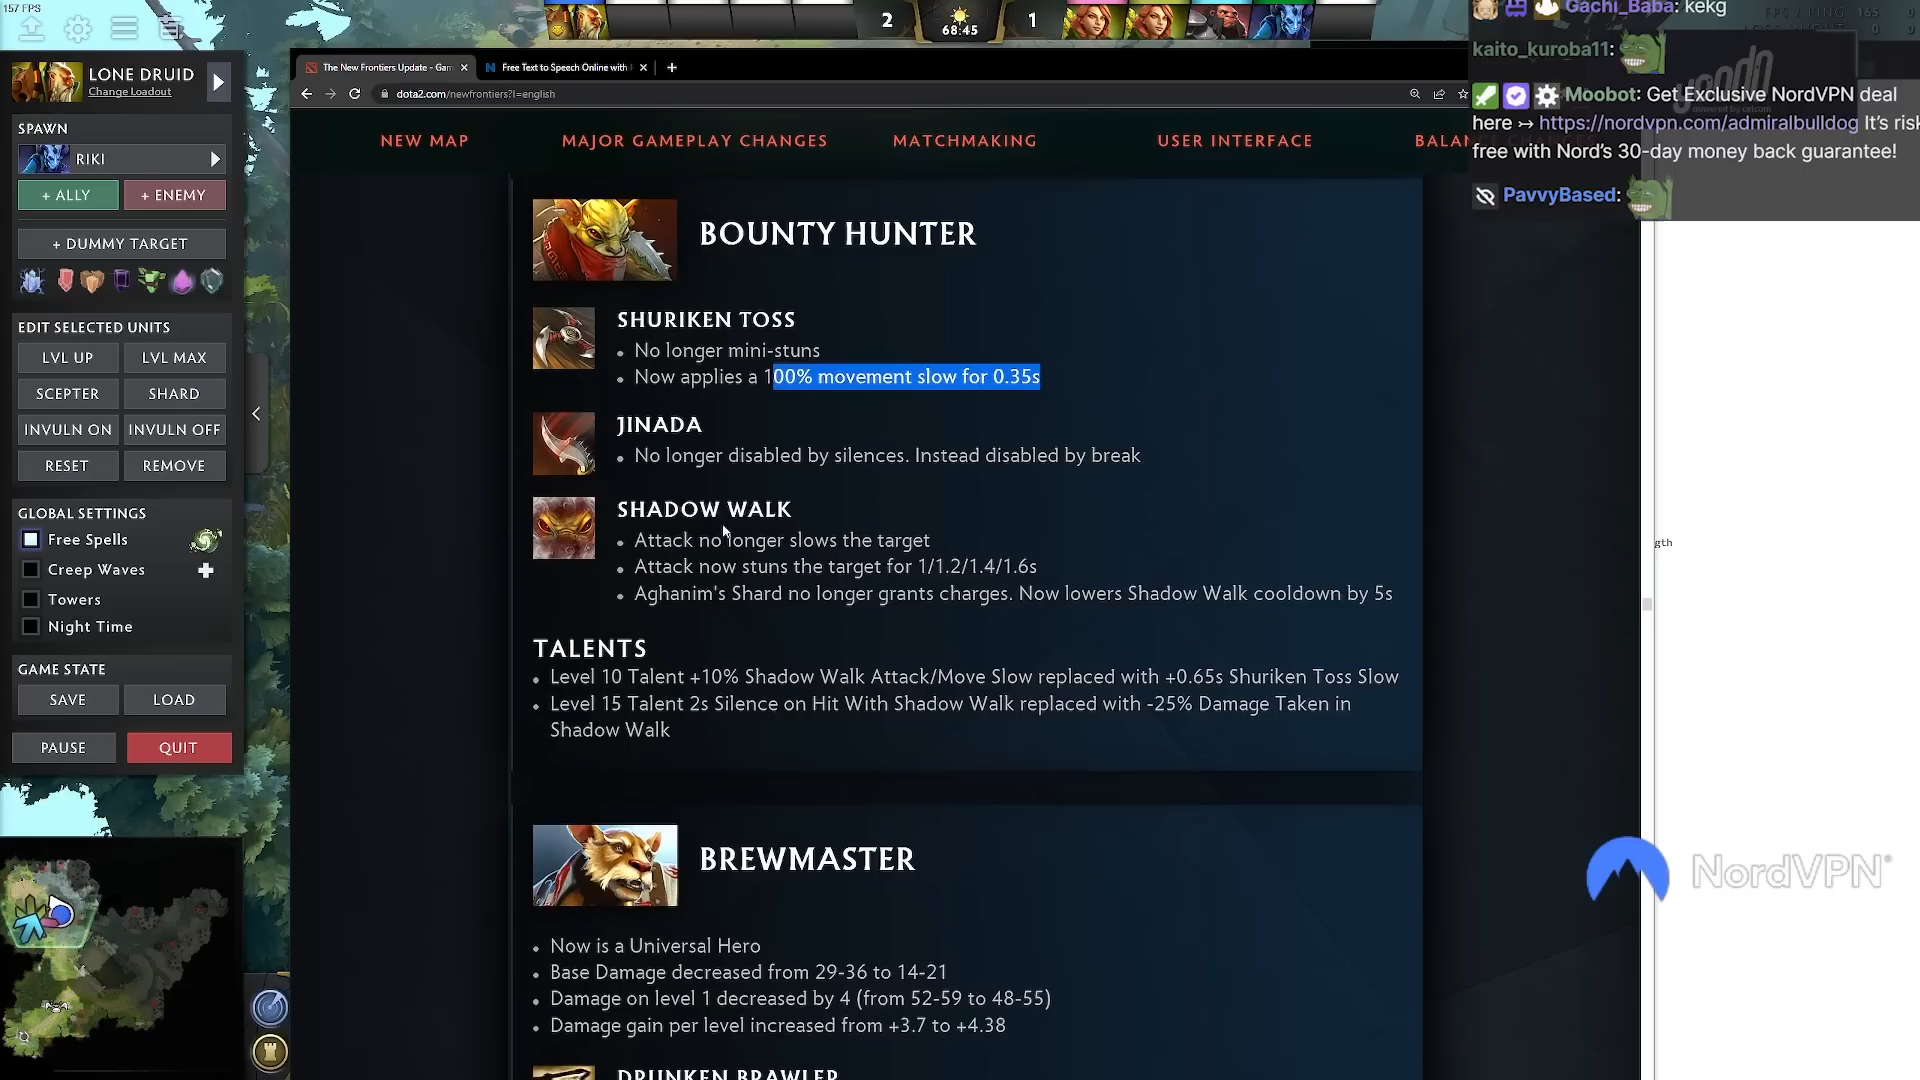 157 FPS
LONE DRUID
Change Loadout
SPAWN
RIKI
+ ALLY
+ ENEMY
+ DUMMY TARGET
EDIT SELECTED UNITS
LVL UP
LVL MAX
SCEPTER
SHARD
INVULN ON
INVULN OFF
RESET
REMOVE
GLOBAL SETTINGS
Free Spells
Creep Waves
Towers
Night Time
GAME STATE
SAVE
LOAD
PAUSE
QUIT
2
68:45
1
The New Frontiers Update - Gam
Free Text to Speech Online with
dota2.com/newfrontiers?l=english
NEW MAP
MAJOR GAMEPLAY CHANGES
MATCHMAKING
USER INTERFACE
BALAN
BOUNTY HUNTER
SHURIKEN TOSS
• No longer mini-stuns
• Now applies a 100% movement slow for 0.35s
JINADA
• No longer disabled by silences. Instead disabled by break
SHADOW WALK
• Attack no longer slows the target
• Attack now stuns the target for 1/1.2/1.4/1.6s
• Aghanim's Shard no longer grants charges. Now lowers Shadow Walk cooldown by 5s
TALENTS
• Level 10 Talent +10% Shadow Walk Attack/Move Slow replaced with +0.65s Shuriken Toss Slow
• Level 15 Talent 2s Silence on Hit With Shadow Walk replaced with -25% Damage Taken in
Shadow Walk
BREWMASTER
• Now is a Universal Hero
• Base Damage decreased from 29-36 to 14-21
• Damage on level 1 decreased by 4 (from 52-59 to 48-55)
• Damage gain per level increased from +3.7 to +4.38
DRUNKEN BRAWLER
Gachi_Baba: kekg
kaito_kuroba11:
Moobot: Get Exclusive NordVPN deal
here ↣ https://nordvpn.com/admiralbulldog It's risk
free with Nord's 30-day money back guarantee!
PavvyBased:
gth
NordVPN®